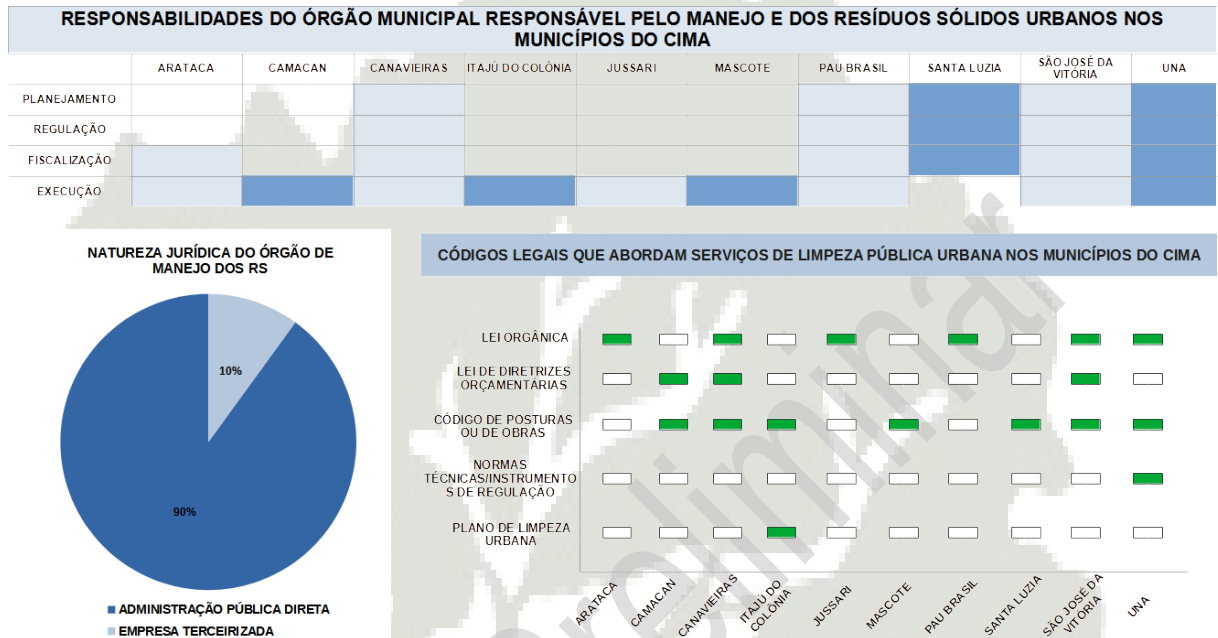 RESPONSABILIDADES DO ÓRGÃO MUNICIPAL RESPONSÁVEL PELO MANEJO E DOS RESÍDUOS SÓLIDOS URBANOS NOS
MUNICÍPIOS DO CIMA
ARATACA CAMACAN CANAVIEIRAS ITAJÚ DO COLÔNIA JUSSARI MASCOTE PAU BRASIL SANTA LUZIA SÃO JOSÉ DA VITÓRIA UNA
PLANEJAMENTO
REGULAÇÃO
FISCALIZAÇÃO
EXECUÇÃO
NATUREZA JURÍDICA DO ÓRGÃO DE
MANEJO DOS RS
10%
90%
ADMINISTRAÇÃO PÚBLICA DIRETA
EMPRESA TERCEIRIZADA
CÓDIGOS LEGAIS QUE ABORDAM SERVIÇOS DE LIMPEZA PÚBLICA URBANA NOS MUNICÍPIOS DO CIMA
LEI ORGÂNICA
LEI DE DIRETRIZES
ORÇAMENTÁRIAS
CÓDIGO DE POSTURAS
OU DE OBRAS
NORMAS
TÉCNICAS/INSTRUMENTO
S DE REGULAÇÃO
PLANO DE LIMPEZA
URBANA
ARATACA
CAMACAN
CANAVIEIRAS
ITAJÚ DO
COLÔNIA
JUSSARI
MASCOTE
PAU BRASIL
SANTA LUZIA
SÃO JOSÉ DA
VITÓRIA
UNA
preliminar